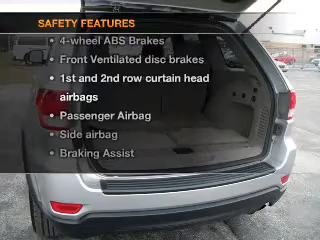 SAFETY FEATURES
• 4-wheel ABS Brakes
• Front Ventilated disc brakes
• 1st and 2nd row curtain head
airbags
• Passenger Airbag
• Side airbag
• Braking Assist